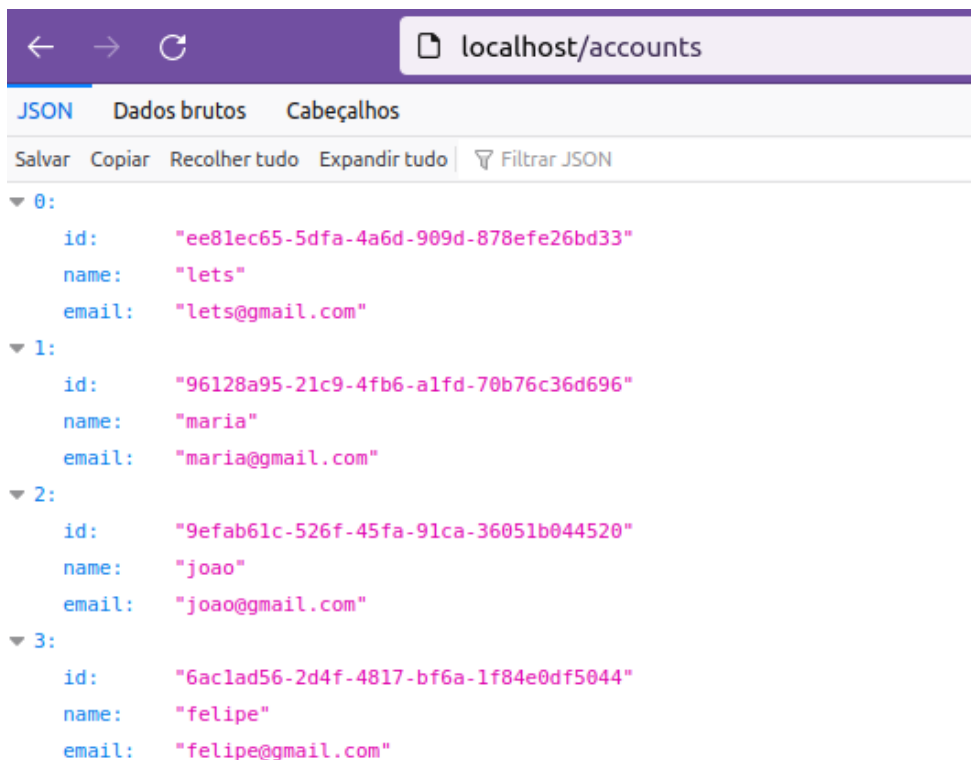 localhost/accounts
JSON Dados brutos Cabeçalhos
Salvar Copiar Recolher tudo Expandir tudo Filtrar JSON
0:
id: "ee81ec65-5dfa-4a6d-909d-878efe26bd33"
name: "lets"
email: "lets@gmail.com"
1:
id: "96128a95-21c9-4fb6-a1fd-70b76c36d696"
name: "maria"
email: "maria@gmail.com"
2:
id: "9efab61c-526f-45fa-91ca-36051b044520"
name: "joao"
email: "joao@gmail.com"
3:
id: "6ac1ad56-2d4f-4817-bf6a-1f84e0df5044"
name: "felipe"
email: "felipe@gmail.com"